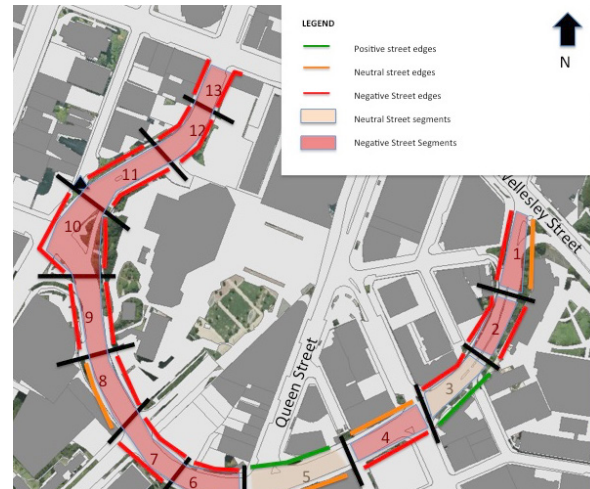 LEGEND
Positive street edges
Neutral street edges
Negative Street edges
Neutral Street segments
Negative Street Segments
N
13
12
11
10
9
8
7
6
5
4
3
2
1
Queen Street
Wellesley Street